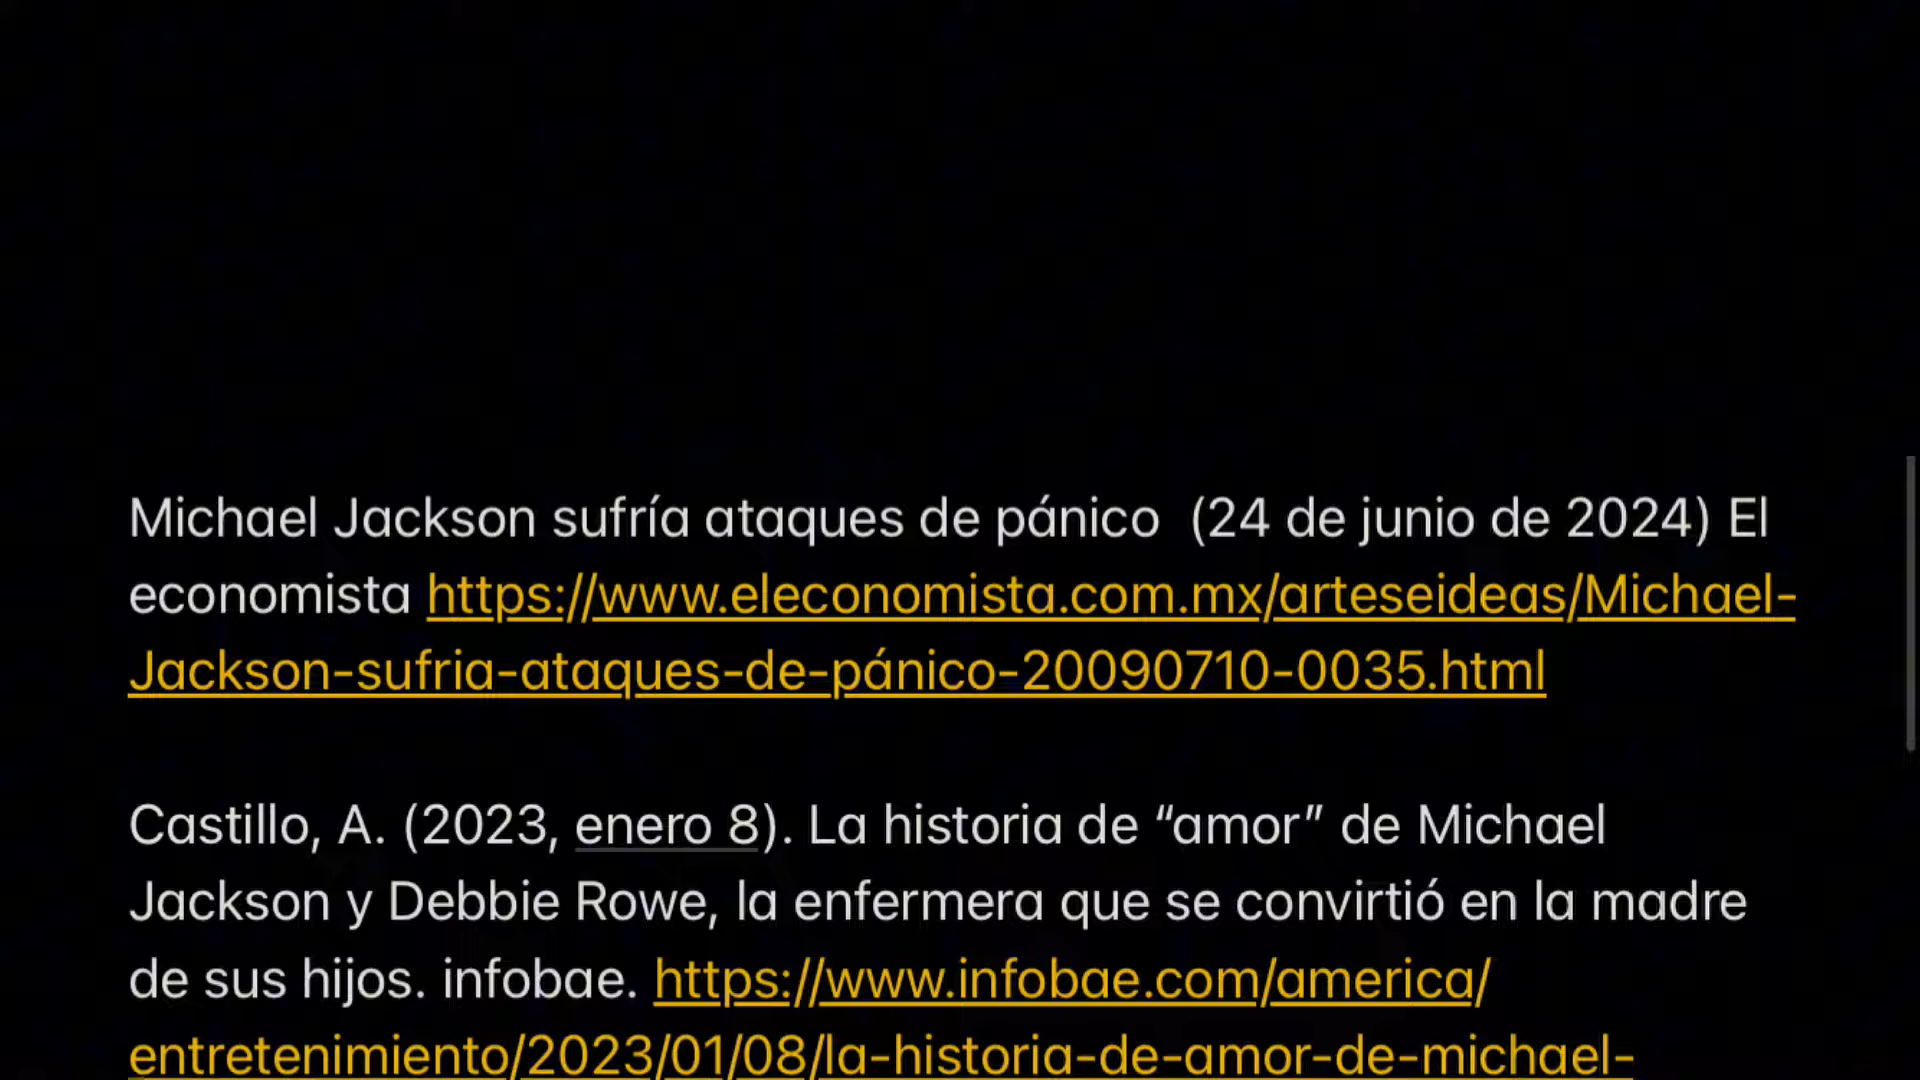 Michael Jackson sufría ataques de pánico  (24 de junio de 2024) El
economista https://www.eleconomista.com.mx/arteseideas/Michael-
Jackson-sufria-ataques-de-pánico-20090710-0035.html
Castillo, A. (2023, enero 8). La historia de “amor” de Michael
Jackson y Debbie Rowe, la enfermera que se convirtió en la madre
de sus hijos. infobae. https://www.infobae.com/america/
entretenimiento/2023/01/08/la-historia-de-amor-de-michael-